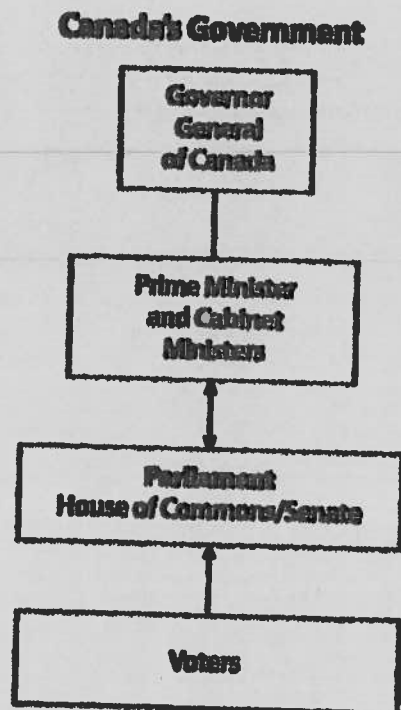 Canada's Government
Governor
General
of Canada
Prime Minister
and Cabinet
Ministers
Parliament
House of Commons/Senate
Voters